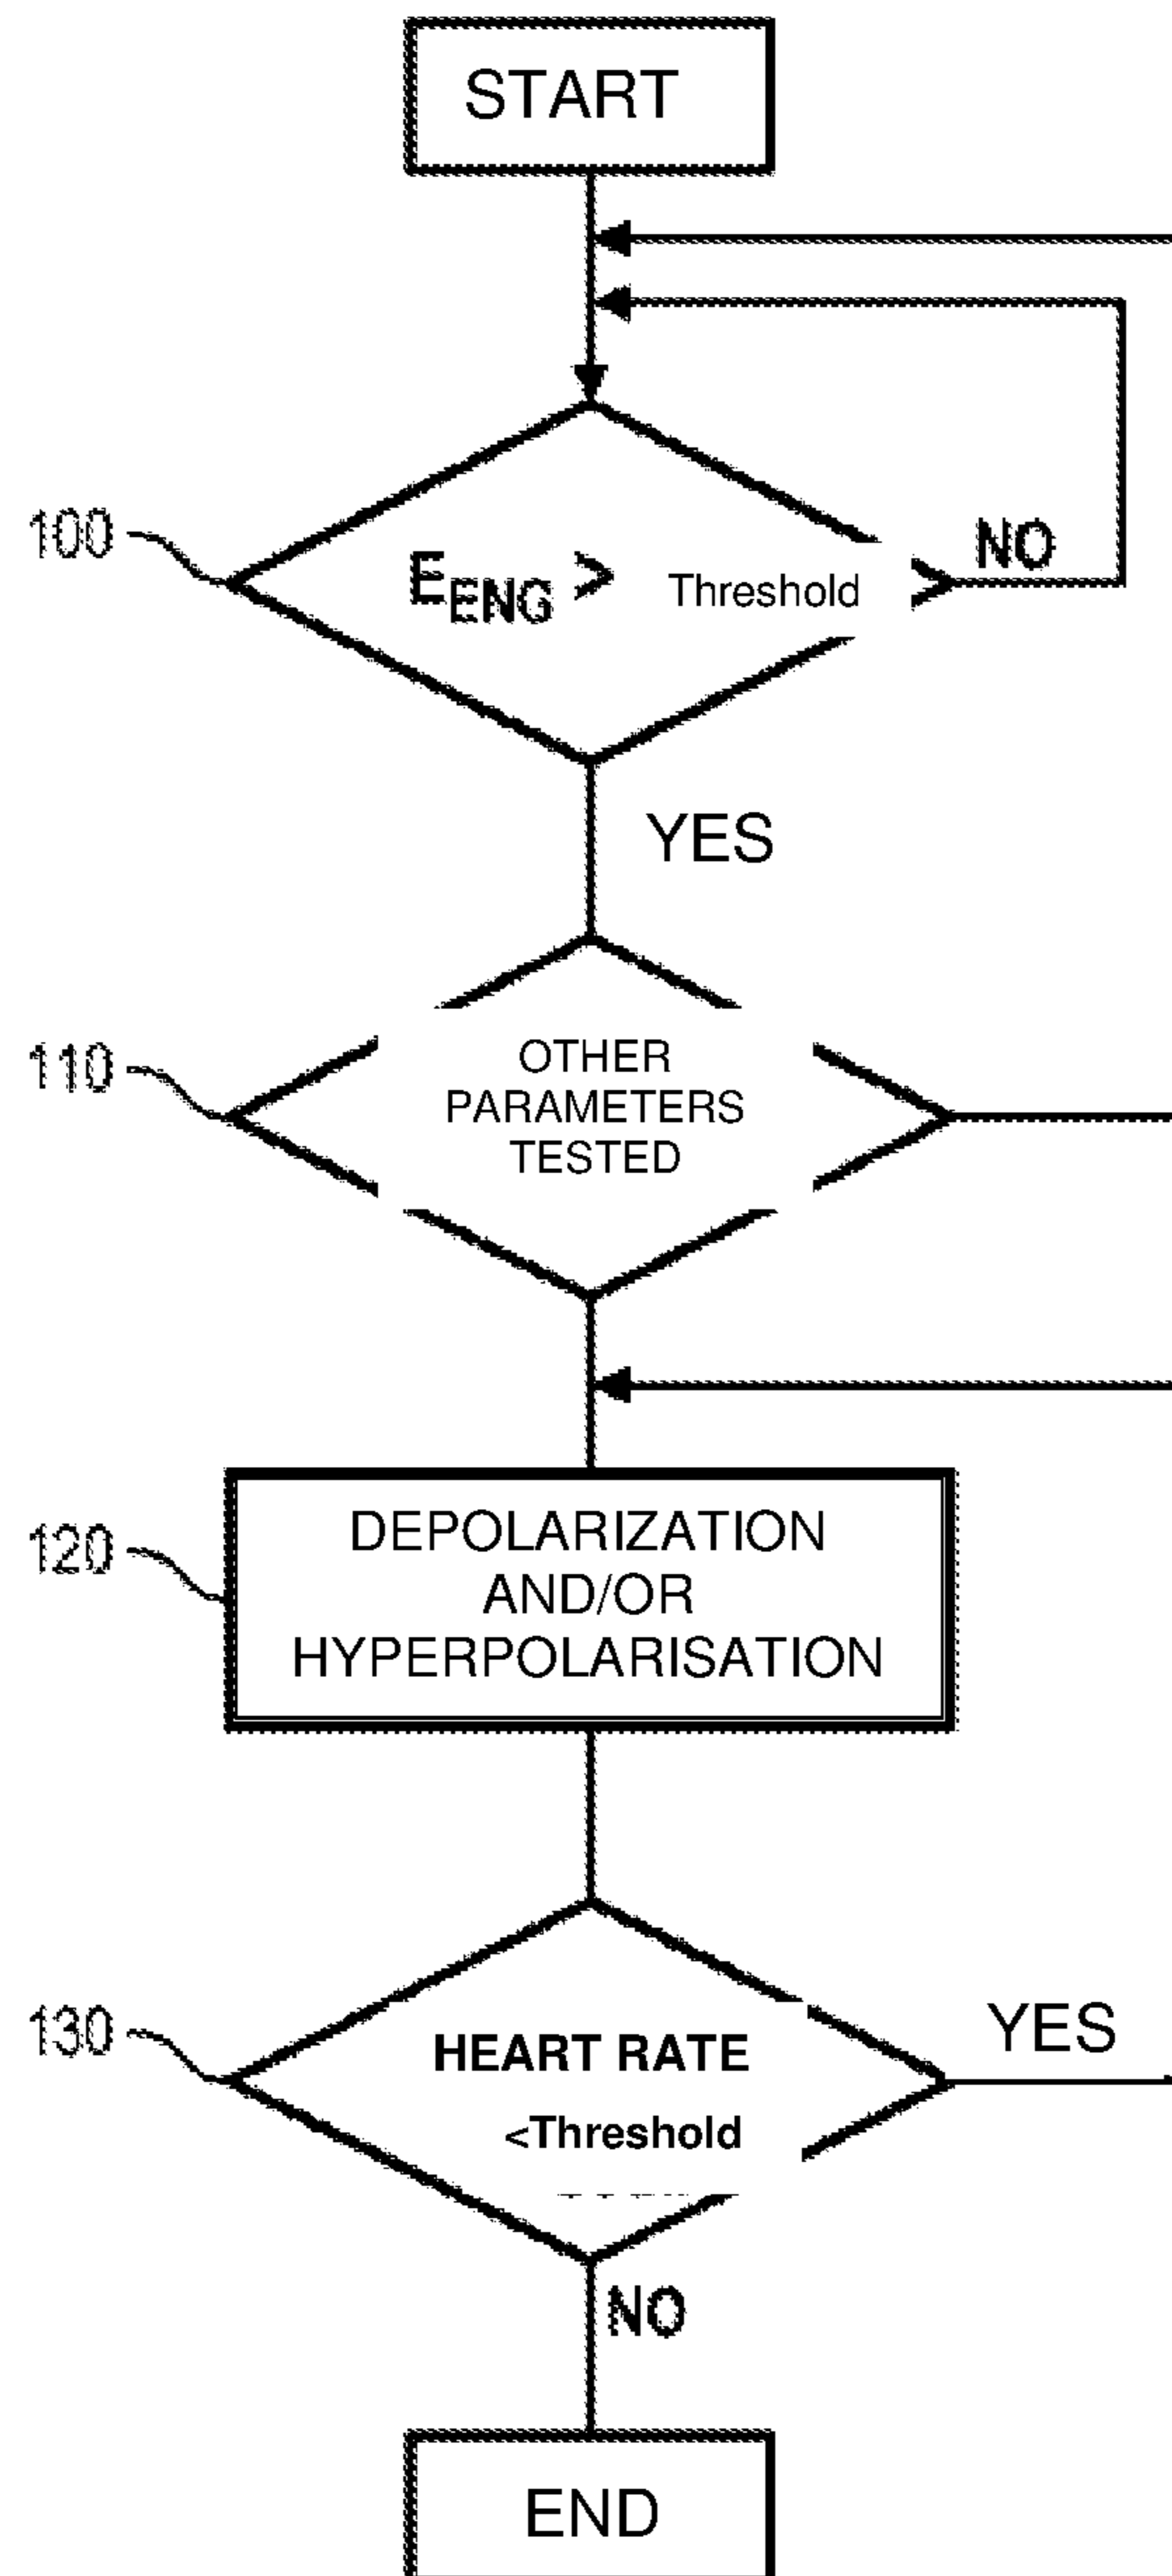 START
100
E_ENG > Threshold
NO
YES
110
OTHER
PARAMETERS
TESTED
120
DEPOLARIZATION
AND/OR
HYPERPOLARISATION
130
HEART RATE
<Threshold
YES
NO
END